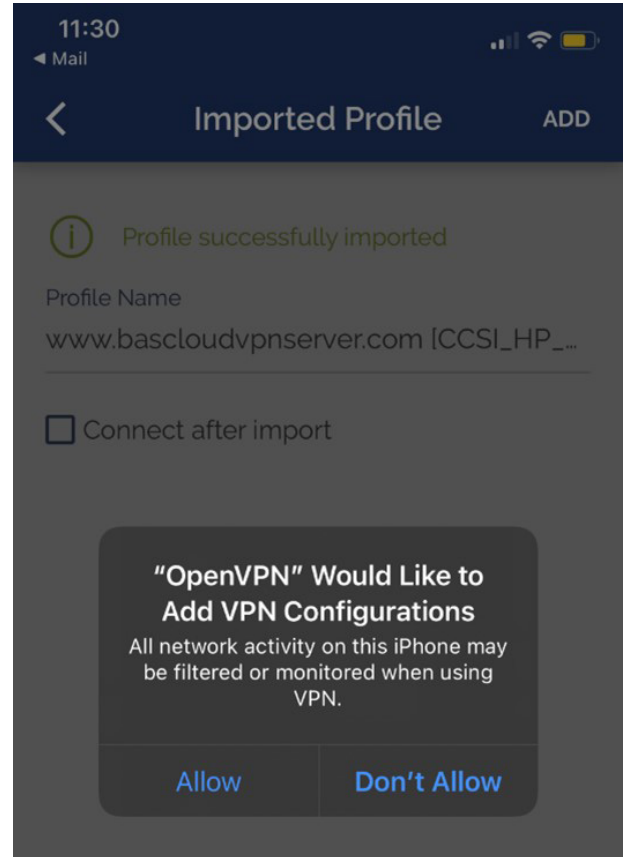 11:30
◀ Mail
Imported Profile
ADD
Profile successfully imported
Profile Name
www.bascloudvpnserver.com [CCSI_HP_...
Connect after import
“OpenVPN” Would Like to
Add VPN Configurations
All network activity on this iPhone may
be filtered or monitored when using
VPN.
Allow
Don’t Allow